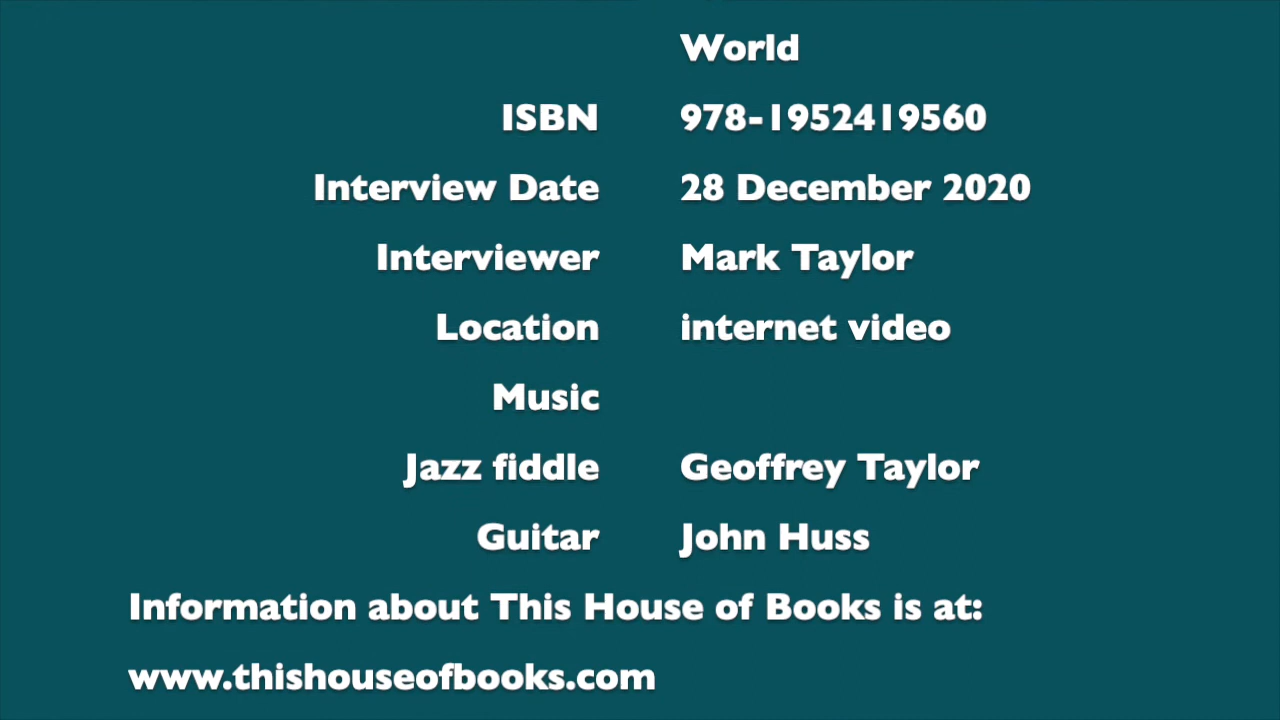 World
ISBN 978-1952419560
Interview Date 28 December 2020
Interviewer Mark Taylor
Location internet video
Music
Jazz fiddle Geoffrey Taylor
Guitar John Huss
Information about This House of Books is at:
www.thishouseofbooks.com